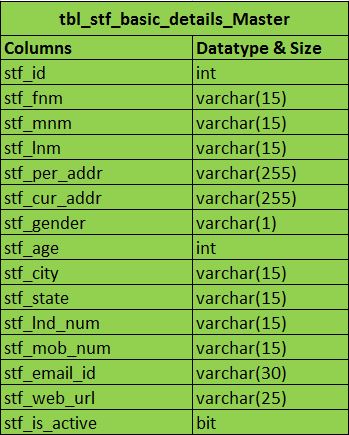 tbl_stf_basic_details_Master
Columns Datatype & Size
stf_id int
stf_fnm varchar(15)
stf_mnm varchar(15)
stf_lnm varchar(15)
stf_per_addr varchar(255)
stf_cur_addr varchar(255)
stf_gender varchar(1)
stf_age int
stf_city varchar(15)
stf_state varchar(15)
stf_lnd_num varchar(15)
stf_mob_num varchar(15)
stf_email_id varchar(30)
stf_web_url varchar(25)
stf_is_active bit